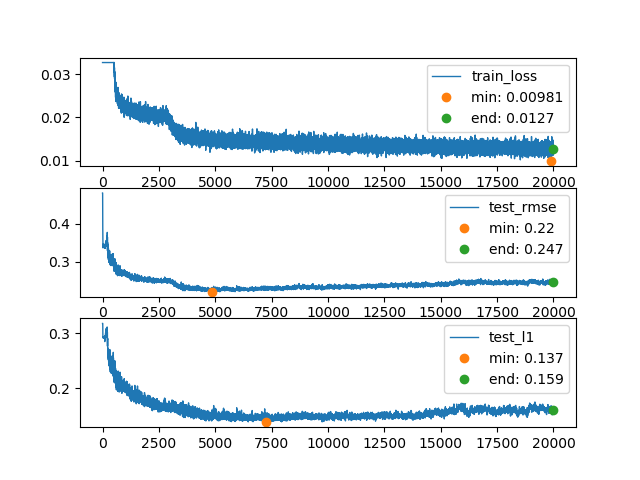 0.03
0.02
0.01
train_loss
min: 0.00981
end: 0.0127
0 2500 5000 7500 10000 12500 15000 17500 20000
0.4
0.3
test_rmse
min: 0.22
end: 0.247
0 2500 5000 7500 10000 12500 15000 17500 20000
0.3
0.2
test_l1
min: 0.137
end: 0.159
0 2500 5000 7500 10000 12500 15000 17500 20000